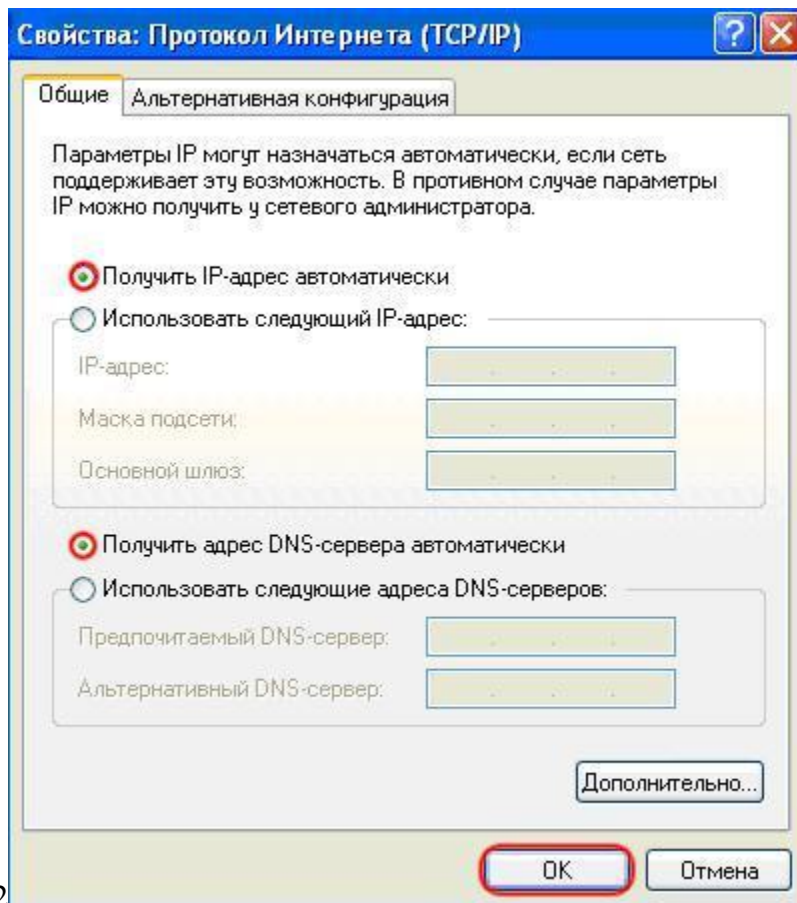 Свойства: Протокол Интернета (TCP/IP)
?
Общие
Альтернативная конфигурация
Параметры IP могут назначаться автоматически, если сеть
поддерживает эту возможность. В противном случае параметры
IP можно получить у сетевого администратора.
Получить IP-адрес автоматически
Использовать следующий IP-адрес:
IP-адрес:
Маска подсети:
Основной шлюз:
Получить адрес DNS-сервера автоматически
Использовать следующие адреса DNS-серверов:
Предпочитаемый DNS-сервер:
Альтернативный DNS-сервер:
Дополнительно...
OK
Отмена